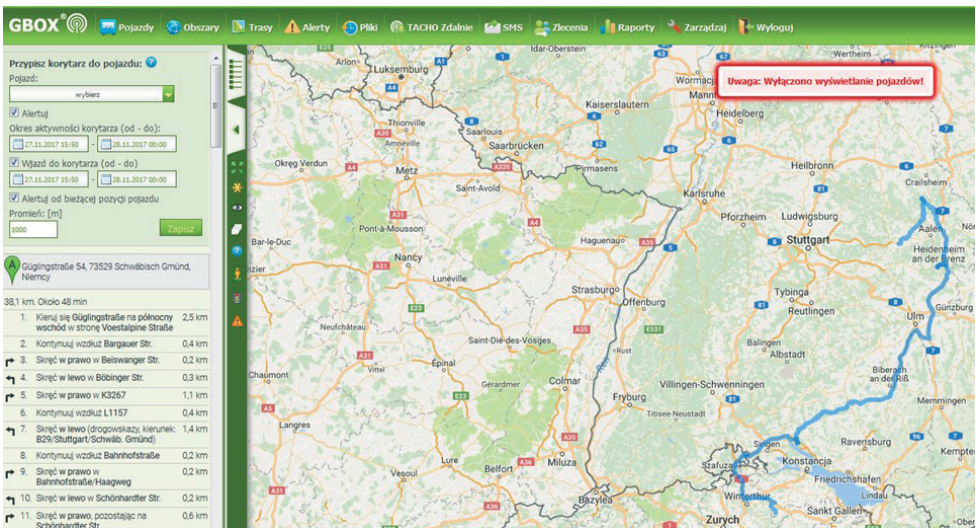 GBOX® Pojazdy Obszary Trasy Alerty Pliki TACHO Zdalnie SMS Zlecenia Raporty Zarządzaj Wyloguj
Przypisz korytarz do pojazdu:
Pojazd:
wybierz
Alertuj
Okres aktywności korytarza (od - do):
27.11.2017 15:50 - 28.11.2017 00:00
Wjazd do korytarza (od - do)
27.11.2017 15:50 - 28.11.2017 00:00
Alertuj od bieżącej pozycji pojazdu
Promień: [m]
1000 Zapisz
A Güglingstraße 54, 73529 Schwäbisch Gmünd,
Niemcy
38,1 km. Około 48 min
1. Kieruj się Güglingstraße na północny 2,5 km
wschód w stronę Voestalpine Straße
2. Kontynuuj wzdłuż Bargauer Str. 0,4 km
3. Skręć w prawo w Beiswanger Str. 0,2 km
4. Skręć w lewo w Böbinger Str. 0,3 km
5. Skręć w prawo w K3267 1,1 km
6. Kontynuuj wzdłuż L1157 0,4 km
7. Skręć w lewo (drogowskazy, kierunek: 1,4 km
B29/Stuttgart/Schwäb. Gmünd)
8. Kontynuuj wzdłuż Bahnhofstraße 0,2 km
9. Skręć w prawo w 0,2 km
Bahnhofstraße/Haagweg
10. Skręć w lewo w Schönhardter Str. 0,2 km
11. Skręć w prawo, pozostając na 0,6 km
Schönhardter Str.
Uwaga: Wyłączono wyświetlanie pojazdów!
Idar-Oberstein
Wertheim
Kitzingen
Arlon
Luksemburg
Kaiserslautern
Heidelberg
Thionville
Amnéville
Saarlouis
Saarbrücken
Pirmasens
Okręg Verdun
Metz
Saint-Avold
Heilbronn
Crailsheim
Karlsruhe
Pforzheim
Ludwigsburg
Pont-à-Mousson
Haguenau
Stuttgart
Aalen
Heidenheim
an der Brenz
Bar-le-Duc
Nancy
Lunéville
Strasburg
Offenburg
Tybinga
Reutlingen
Ulm
Günzburg
Neufchâteau
Saint-Dié-des-Vosges
Rust
Ren
Balingen
Albstadt
Vittel
Épinal
Biberach
an der Riß
Chaumont
Gérardmer
Colmar
Villingen-Schwenningen
Fryburg
Titisee-Neustadt
Memmingen
Langres
Lure
Belfort
Miluza
Singen
Ravensburg
Kempten
Vesoul
Szafuza
Konstancja
Friedrichshafen
Lindau
Bazylea
Winterthur
Sankt Gallen
Zurych